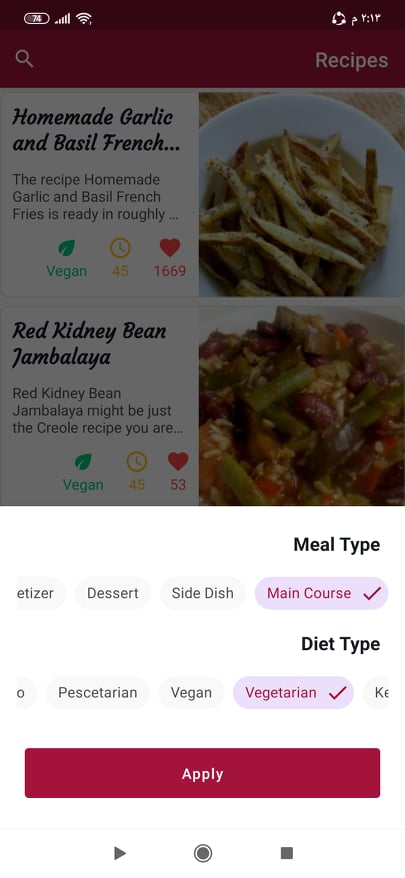 74
٢:١٣ م
Recipes
Homemade Garlic
and Basil French...
The recipe Homemade
Garlic and Basil French
Fries is ready in roughly ...
Vegan 45 1669
Red Kidney Bean
Jambalaya
Red Kidney Bean
Jambalaya might be just
the Creole recipe you are...
Vegan 45 53
Meal Type
etizer Dessert Side Dish Main Course
Diet Type
o Pescetarian Vegan Vegetarian Ke
Apply